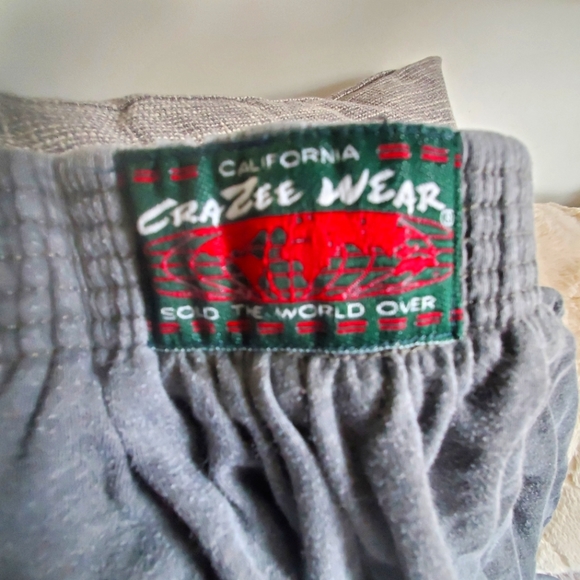 CALIFORNIA
CRAZEE WEAR®
SOLD THE WORLD OVER